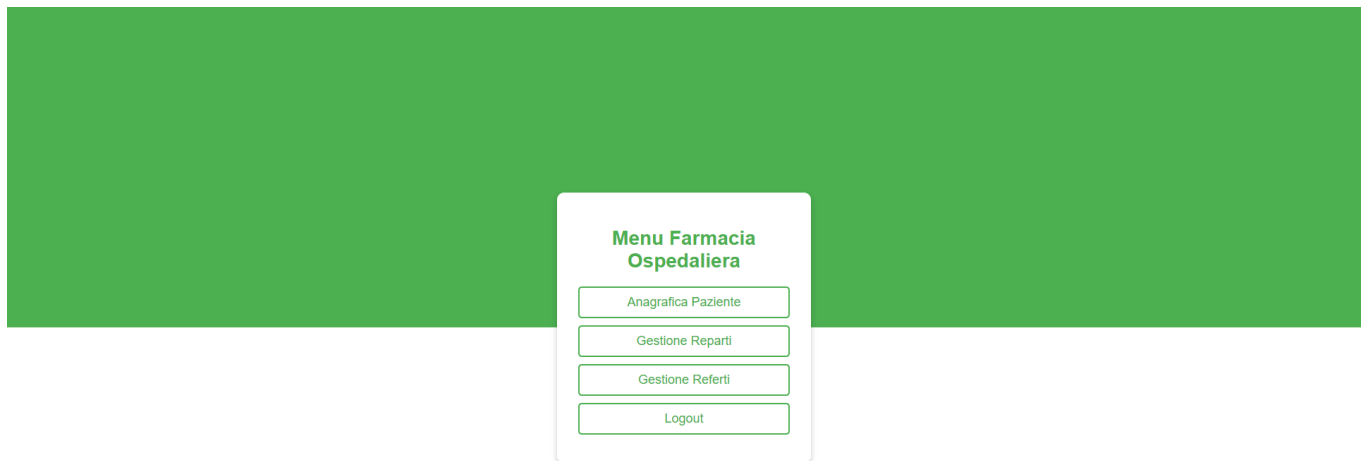 Menu Farmacia
Ospedaliera
Anagrafica Paziente
Gestione Reparti
Gestione Referti
Logout